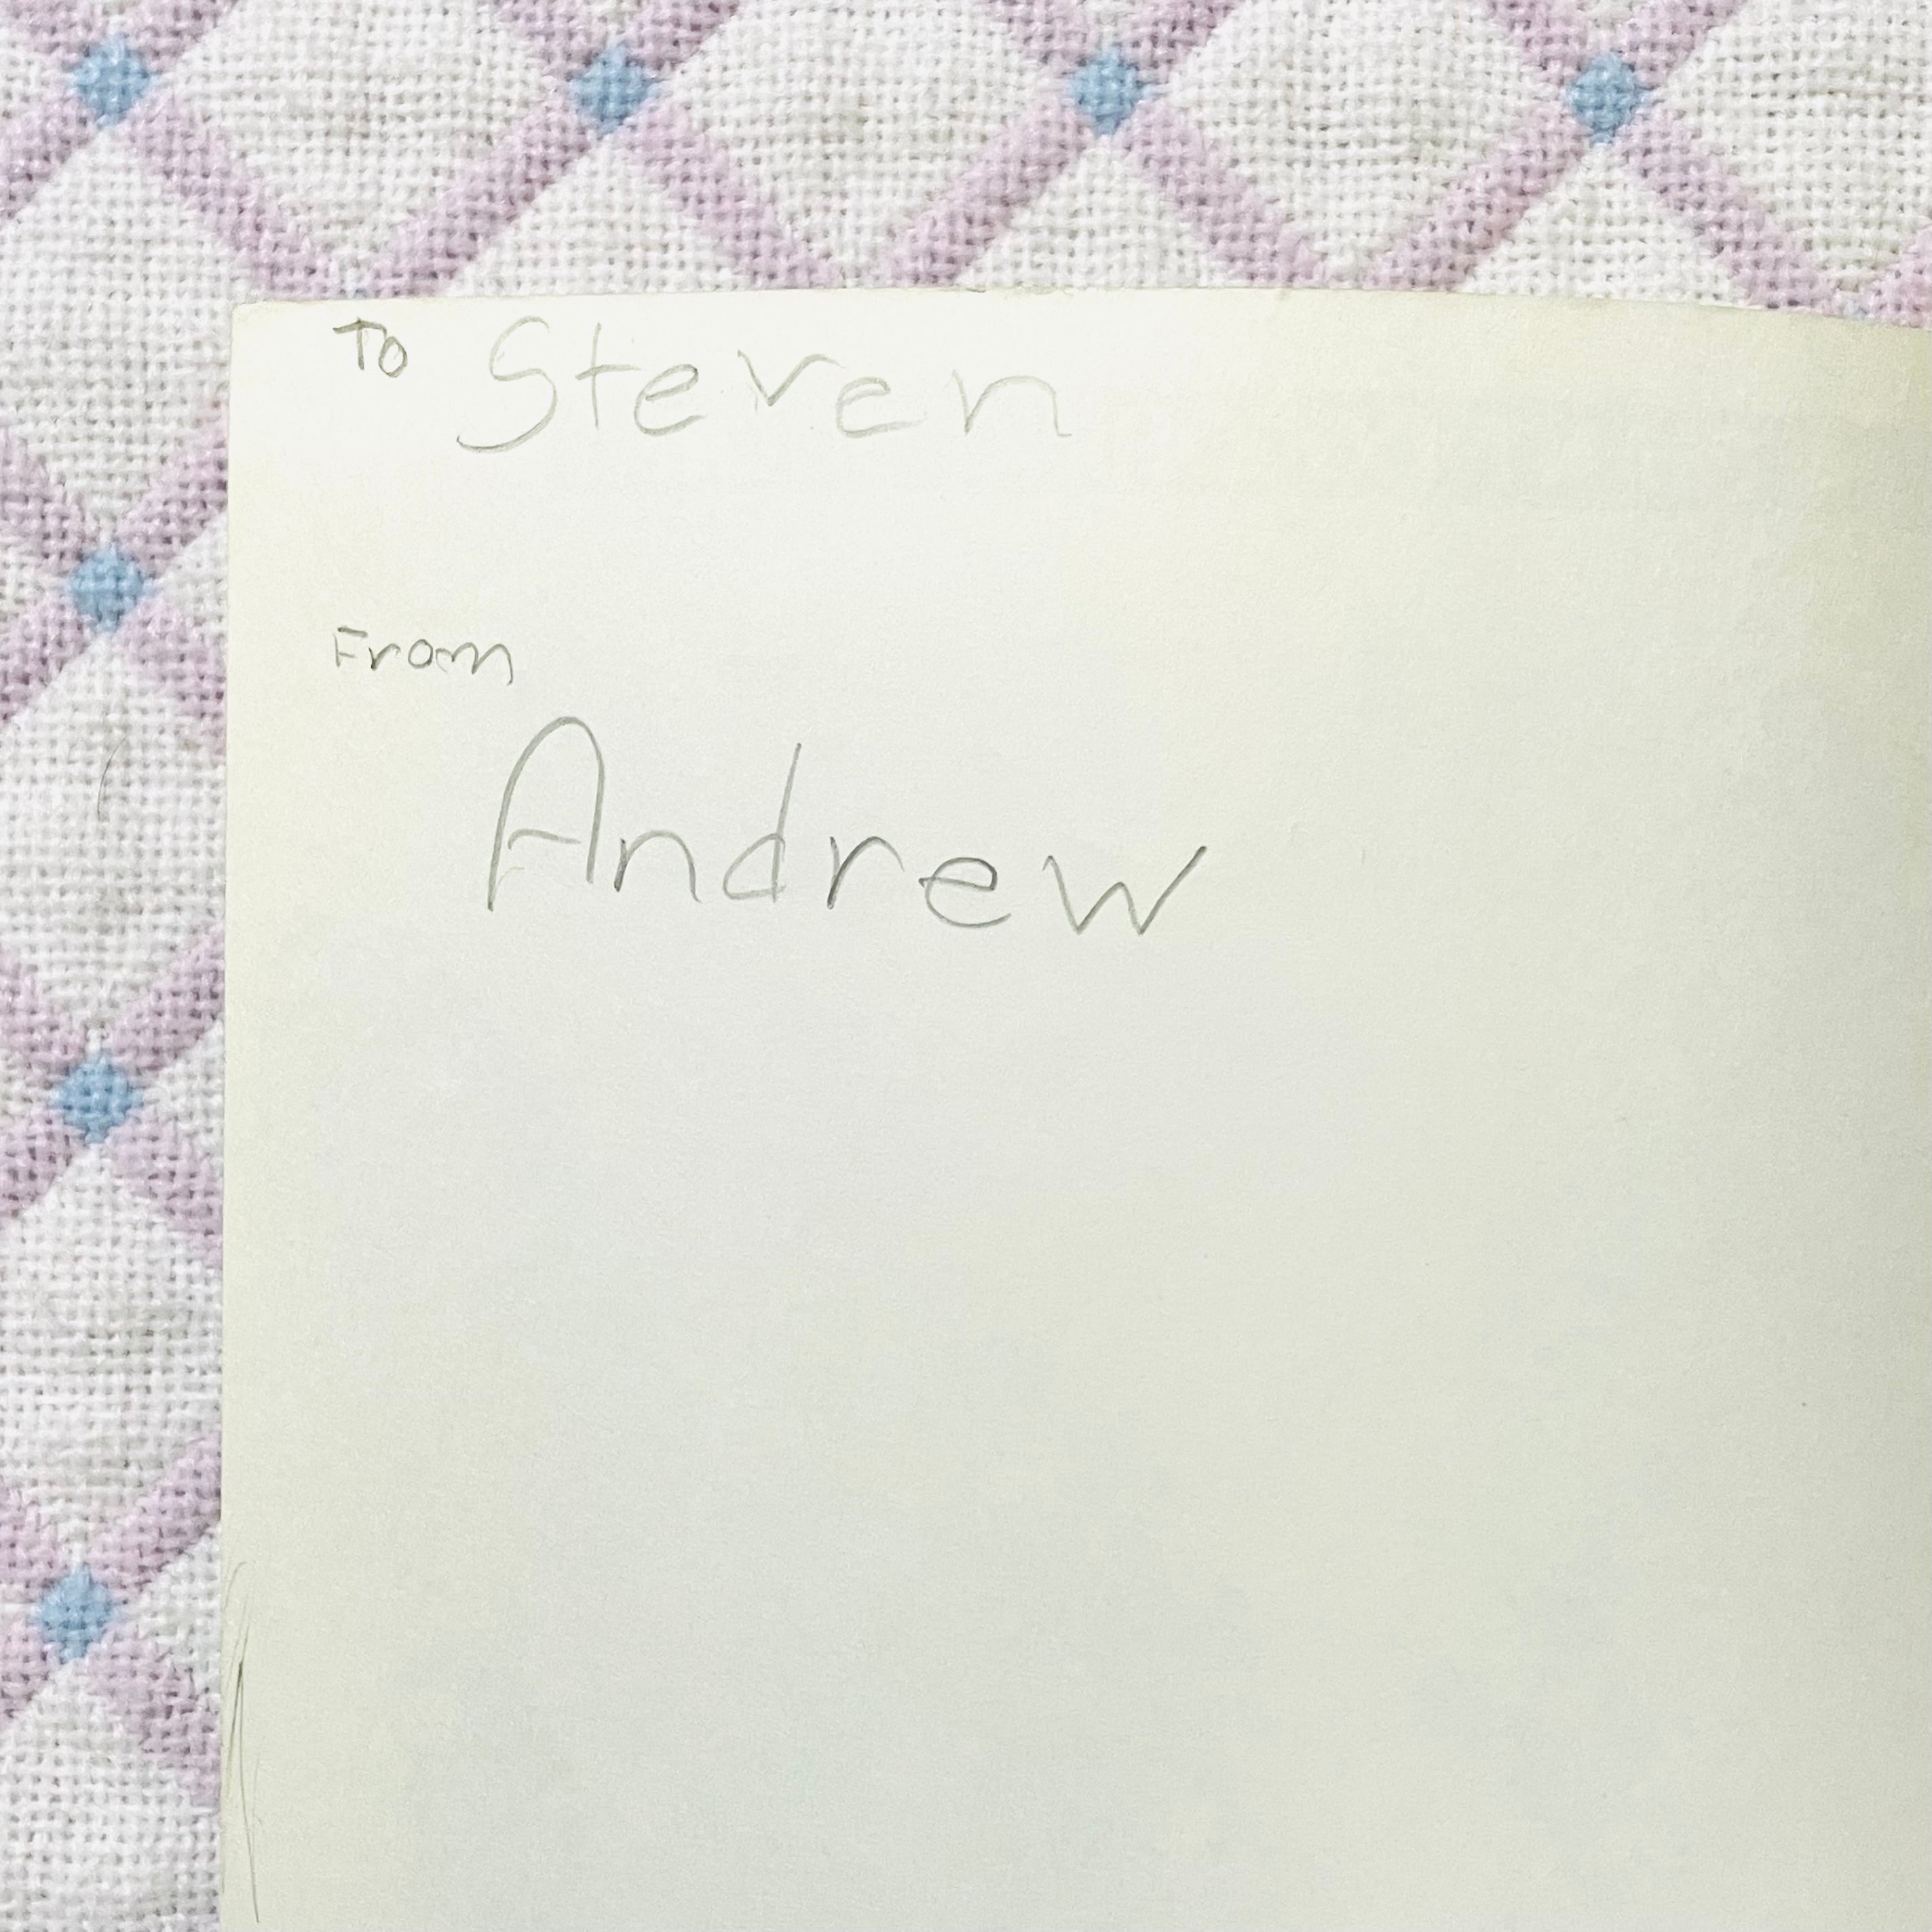 To Steven
From
Andrew